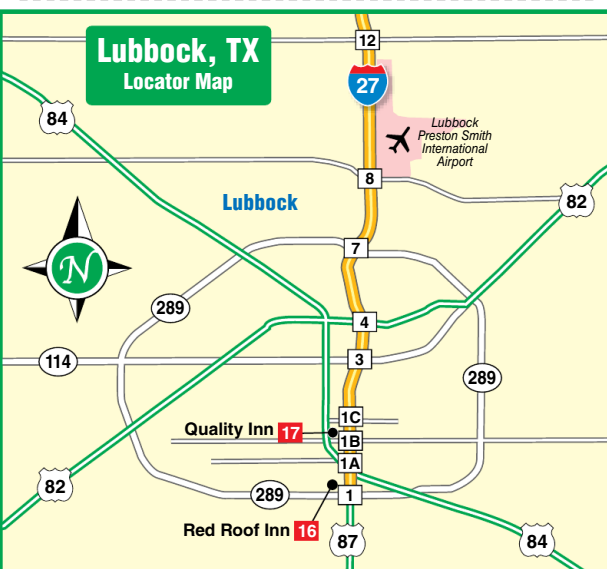 Lubbock, TX
Locator Map
12
27
84
Lubbock
Preston Smith
International
Airport
8
82
Lubbock
7
N
289
4
114
3
289
1C
Quality Inn 17
1B
1A
82
289
1
Red Roof Inn 16
87
84